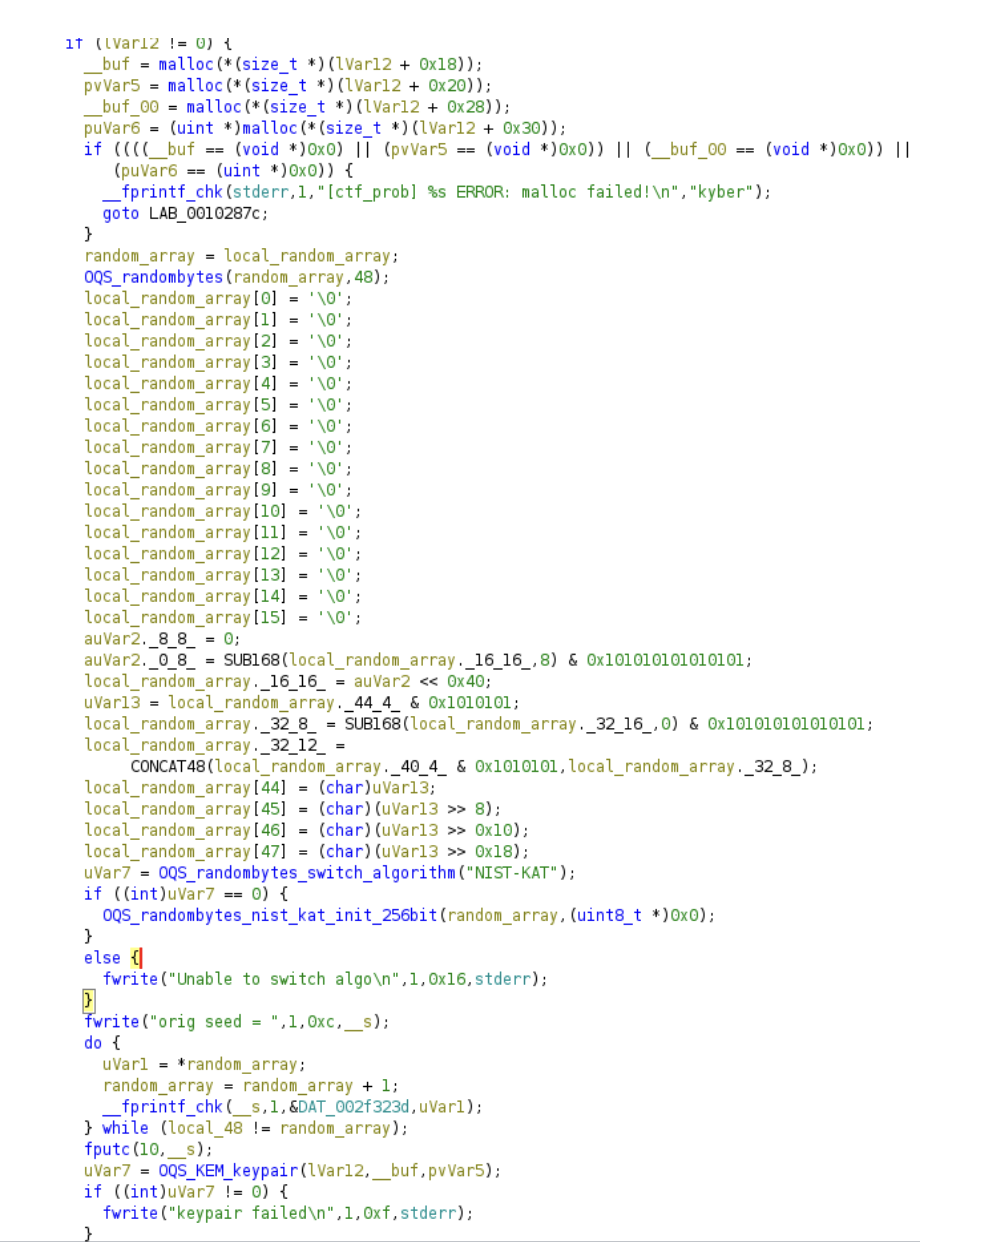 if (lVar12 != 0) {
__buf = malloc(*(size_t *)(lVar12 + 0x18));
pvVar5 = malloc(*(size_t *)(lVar12 + 0x20));
__buf_00 = malloc(*(size_t *)(lVar12 + 0x28));
puVar6 = (uint *)malloc(*(size_t *)(lVar12 + 0x30));
if ((((__buf == (void *)0x0) || (pvVar5 == (void *)0x0)) || (__buf_00 == (void *)0x0)) ||
(puVar6 == (uint *)0x0)) {
__fprintf_chk(stderr,1,"[ctf_prob] %s ERROR: malloc failed!\n","kyber");
goto LAB_0010287c;
}
random_array = local_random_array;
OQS_randombytes(random_array,48);
local_random_array[0] = '\0';
local_random_array[1] = '\0';
local_random_array[2] = '\0';
local_random_array[3] = '\0';
local_random_array[4] = '\0';
local_random_array[5] = '\0';
local_random_array[6] = '\0';
local_random_array[7] = '\0';
local_random_array[8] = '\0';
local_random_array[9] = '\0';
local_random_array[10] = '\0';
local_random_array[11] = '\0';
local_random_array[12] = '\0';
local_random_array[13] = '\0';
local_random_array[14] = '\0';
local_random_array[15] = '\0';
auVar2._8_8_ = 0;
auVar2._0_8_ = SUB168(local_random_array._16_16_,8) & 0x101010101010101;
local_random_array._16_16_ = auVar2 << 0x40;
uVar13 = local_random_array._44_4_ & 0x1010101;
local_random_array._32_8_ = SUB168(local_random_array._32_16_,0) & 0x101010101010101;
local_random_array._32_12_ =
CONCAT48(local_random_array._40_4_ & 0x1010101,local_random_array._32_8_);
local_random_array[44] = (char)uVar13;
local_random_array[45] = (char)(uVar13 >> 8);
local_random_array[46] = (char)(uVar13 >> 0x10);
local_random_array[47] = (char)(uVar13 >> 0x18);
uVar7 = OQS_randombytes_switch_algorithm("NIST-KAT");
if ((int)uVar7 == 0) {
OQS_randombytes_nist_kat_init_256bit(random_array,(uint8_t *)0x0);
}
else {
fwrite("Unable to switch algo\n",1,0x16,stderr);
}
fwrite("orig seed = ",1,0xc,__s);
do {
uVar1 = *random_array;
random_array = random_array + 1;
__fprintf_chk(__s,1,&DAT_002f323d,uVar1);
} while (local_48 != random_array);
fputc(10,__s);
uVar7 = OQS_KEM_keypair(lVar12,__buf,pvVar5);
if ((int)uVar7 != 0) {
fwrite("keypair failed\n",1,0xf,stderr);
}